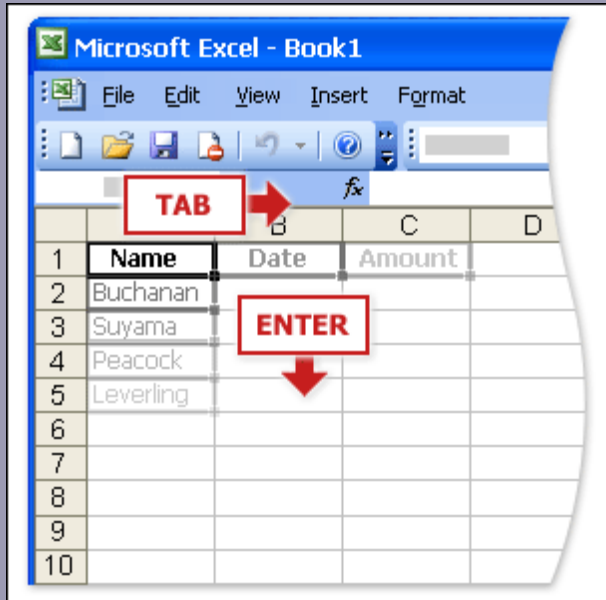 Microsoft Excel - Book1
File Edit View Insert Format
TAB fx
B C D
1 Name Date Amount
2 Buchanan
3 Suyama
ENTER
4 Peacock
5 Leverling
6
7
8
9
10